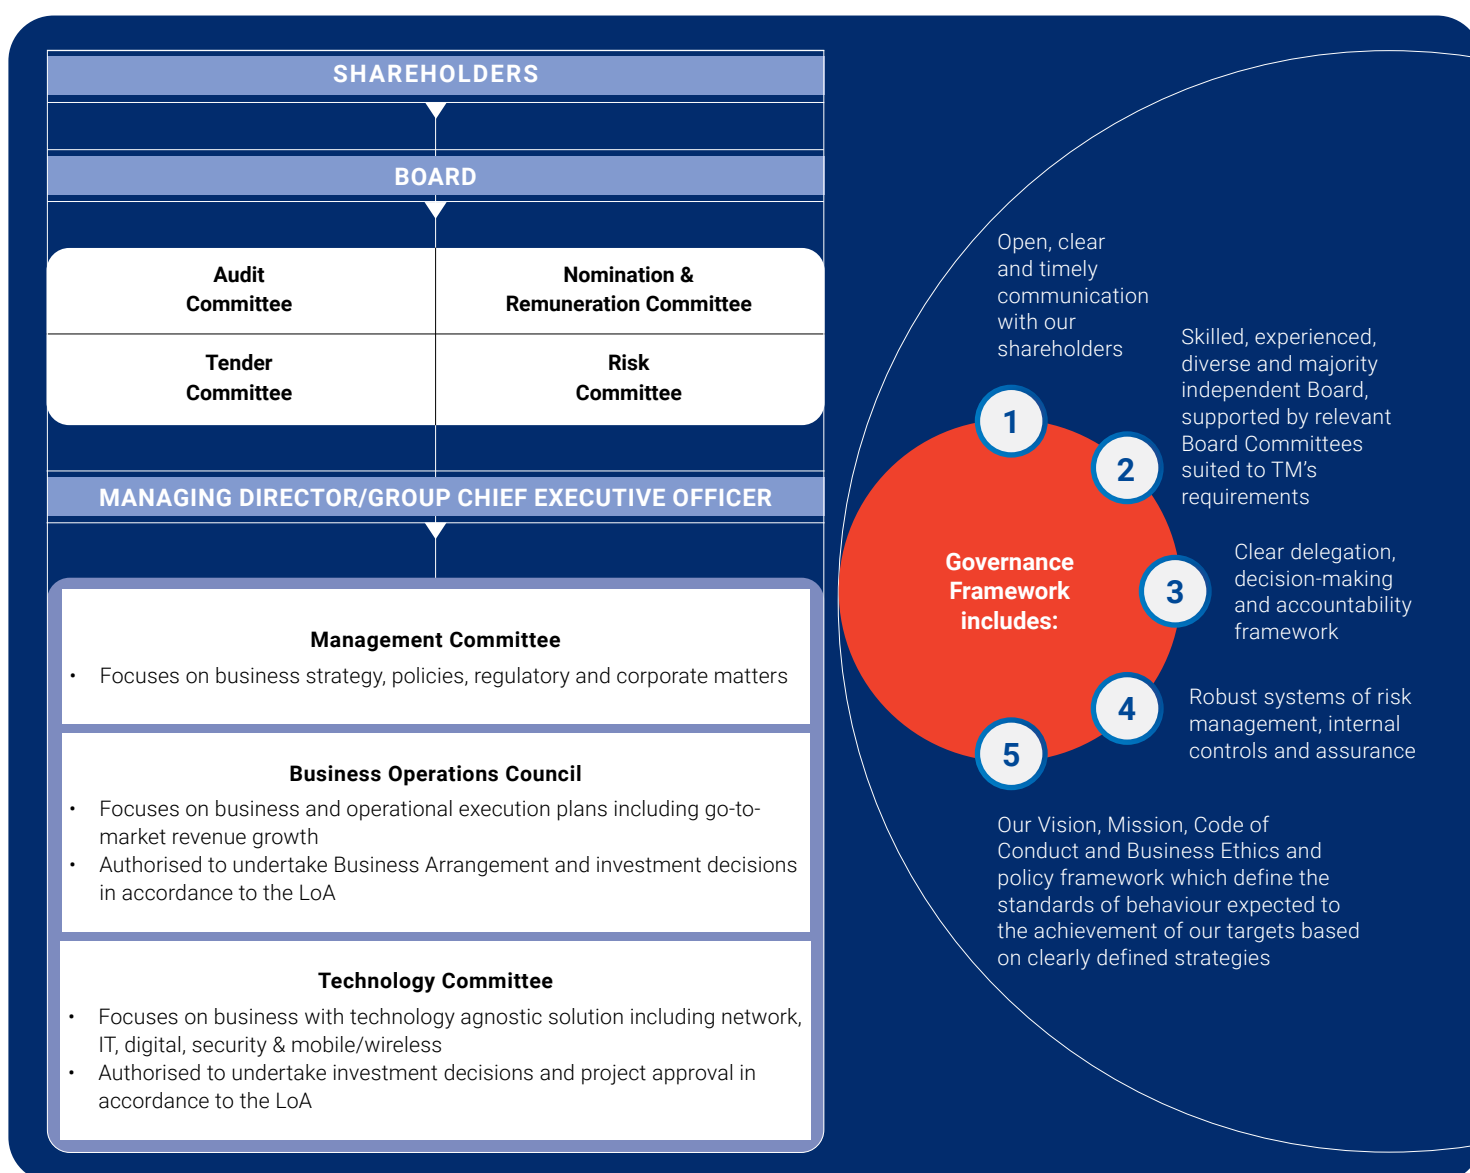 SHAREHOLDERS
BOARD
Audit
Committee
Nomination &
Remuneration Committee
Tender
Committee
Risk
Committee
MANAGING DIRECTOR/GROUP CHIEF EXECUTIVE OFFICER
Management Committee
• Focuses on business strategy, policies, regulatory and corporate matters
Business Operations Council
• Focuses on business and operational execution plans including go-to-
market revenue growth
• Authorised to undertake Business Arrangement and investment decisions
in accordance to the LoA
Technology Committee
• Focuses on business with technology agnostic solution including network,
IT, digital, security & mobile/wireless
• Authorised to undertake investment decisions and project approval in
accordance to the LoA
Governance
Framework
includes:
1
Open, clear
and timely
communication
with our
shareholders
2
Skilled, experienced,
diverse and majority
independent Board,
supported by relevant
Board Committees
suited to TM's
requirements
3
Clear delegation,
decision-making
and accountability
framework
4
Robust systems of risk
management, internal
controls and assurance
5
Our Vision, Mission, Code of
Conduct and Business Ethics and
policy framework which define the
standards of behaviour expected to
the achievement of our targets based
on clearly defined strategies